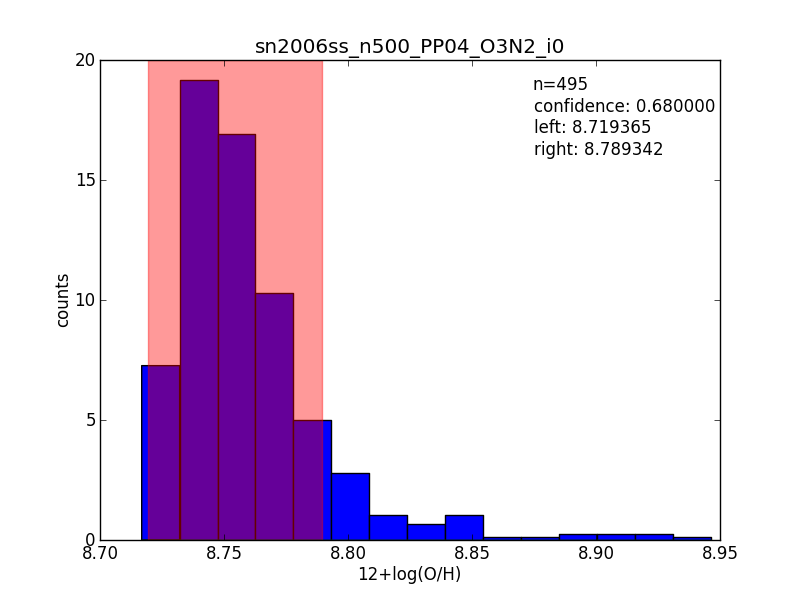 sn2006ss_n500_PP04_O3N2_i0
n=495
confidence: 0.680000
left: 8.719365
right: 8.789342
20
15
10
5
0
counts
8.70 8.75 8.80 8.85 8.90 8.95
12+log(O/H)